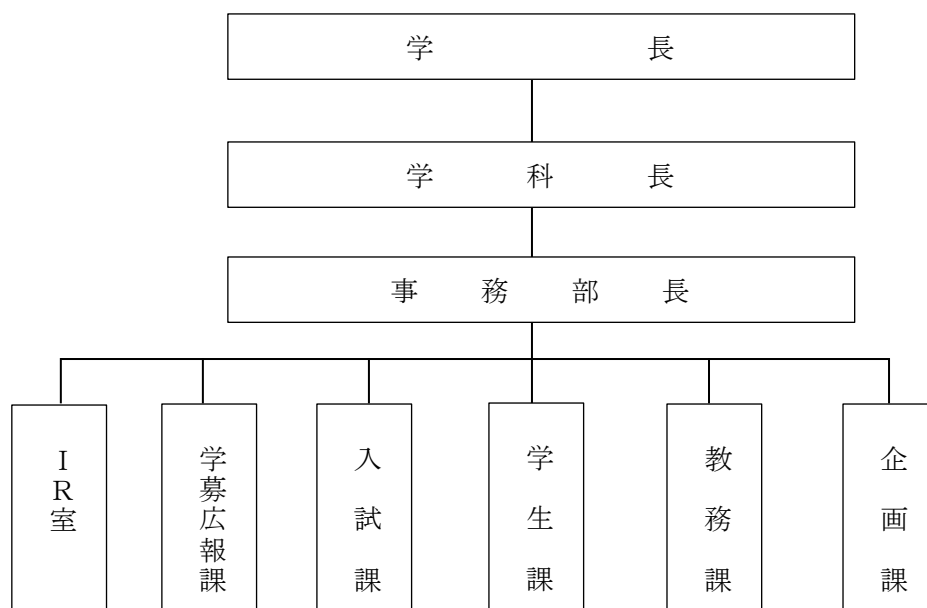 学長
学科長
事務部長
IR室
学募広報課
入試課
学生課
教務課
企画課